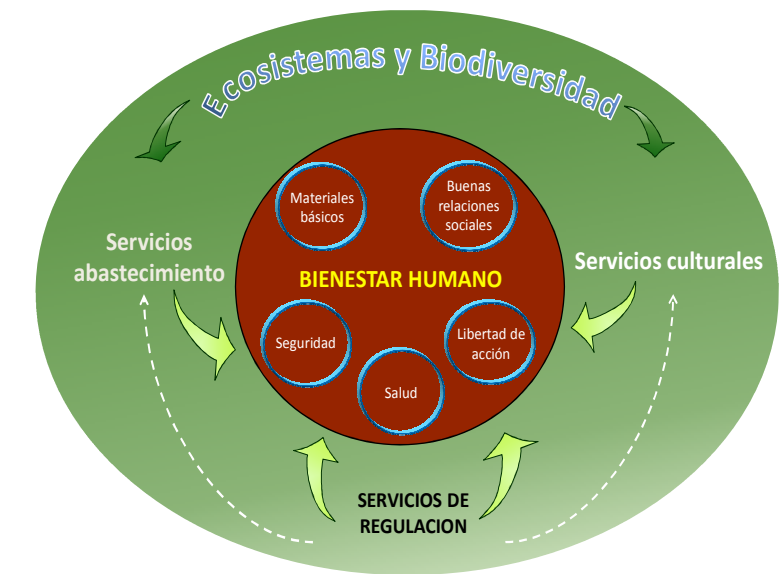 Ecosistemas y Biodiversidad
Materiales
básicos
Buenas
relaciones
sociales
Servicios
abastecimiento
BIENESTAR HUMANO
Servicios culturales
Seguridad
Libertad de
acción
Salud
SERVICIOS DE
REGULACION